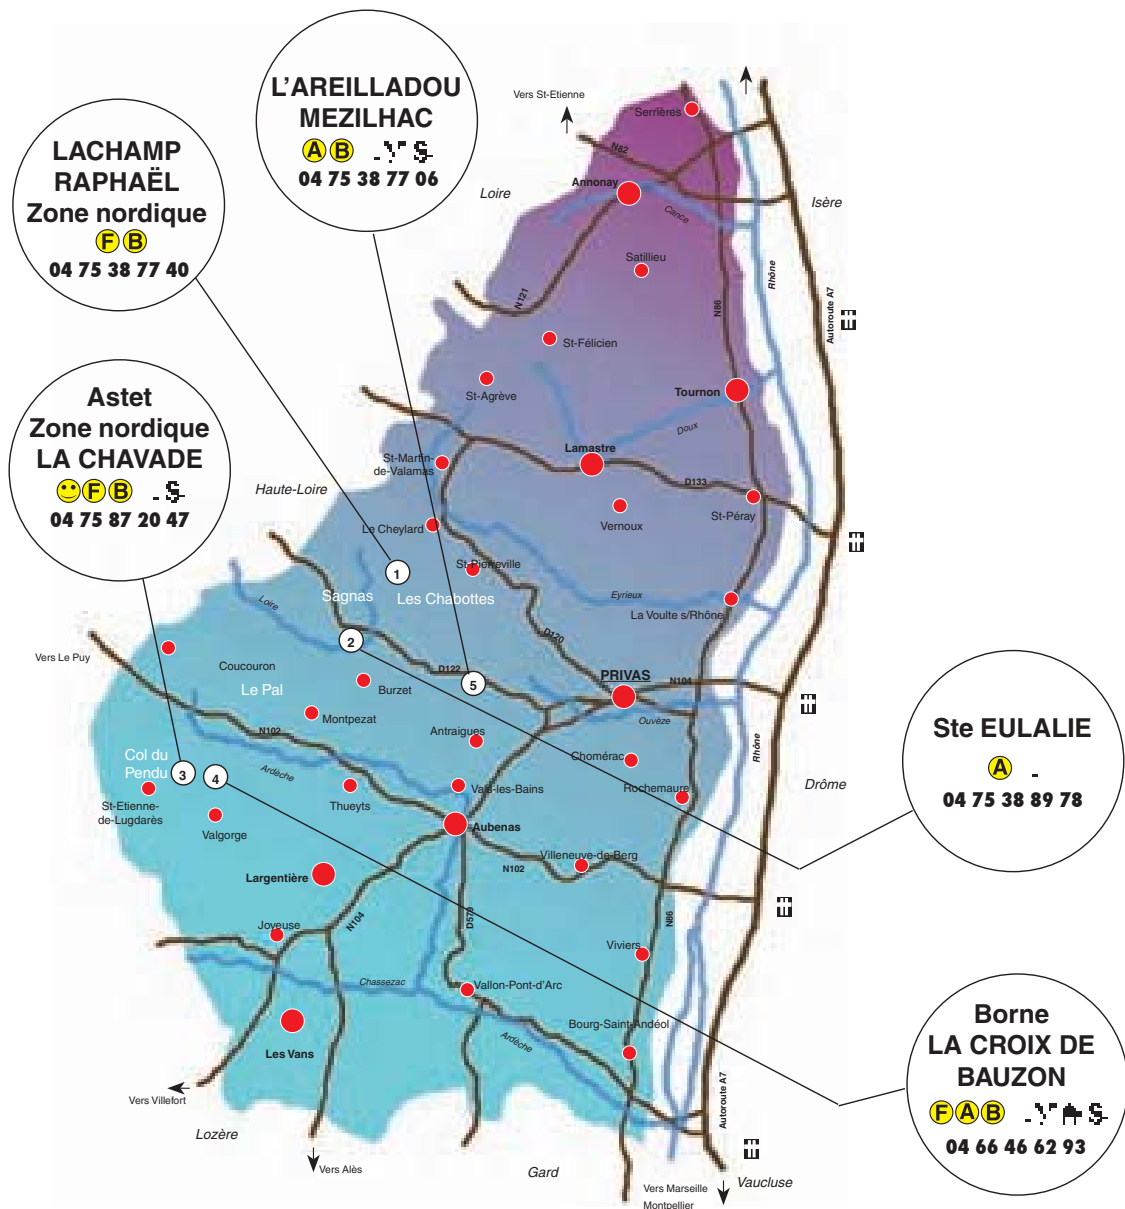 L'AREILLADOU
MEZILHAC
A B
04 75 38 77 06
LACHAMP
RAPHAËL
Zone nordique
F B
04 75 38 77 40
Astet
Zone nordique
LA CHAVADE
F B
04 75 87 20 47
Ste EULALIE
A
04 75 38 89 78
Borne
LA CROIX DE
BAUZON
F A B
04 66 46 62 93
Vers St-Etienne
Serrières
N82
Loire
Annonay
Cance
Isère
Satillieu
Rhône
N121
N86
Autoroute A7
St-Félicien
St-Agrève
Tournon
Doux
Lamastre
St-Martin-
de-Valamas
Haute-Loire
D133
St-Péray
Vernoux
Le Cheylard
St-Pierreville
1
Sagnas
Les Chabottes
Eyrieux
La Voulte s/Rhône
Loire
2
D120
Vers Le Puy
Coucouron
D122
5
PRIVAS
N104
Le Pal
Burzet
Montpezat
Ouvèze
N102
Antraigues
Rhône
Col du
Pendu
3
4
Ardèche
Chomérac
Drôme
St-Etienne-
de-Lugdarès
Thueyts
Vals-les-Bains
Rochemaure
Valgorge
Aubenas
Villeneuve-de-Berg
N102
Largentière
Joyeuse
N104
D579
N86
Viviers
Chassezac
Vallon-Pont-d'Arc
Bourg-Saint-Andéol
Ardèche
Les Vans
Autoroute A7
Vers Villefort
Lozère
Vers Alès
Gard
Vers Marseille
Montpellier
Vaucluse